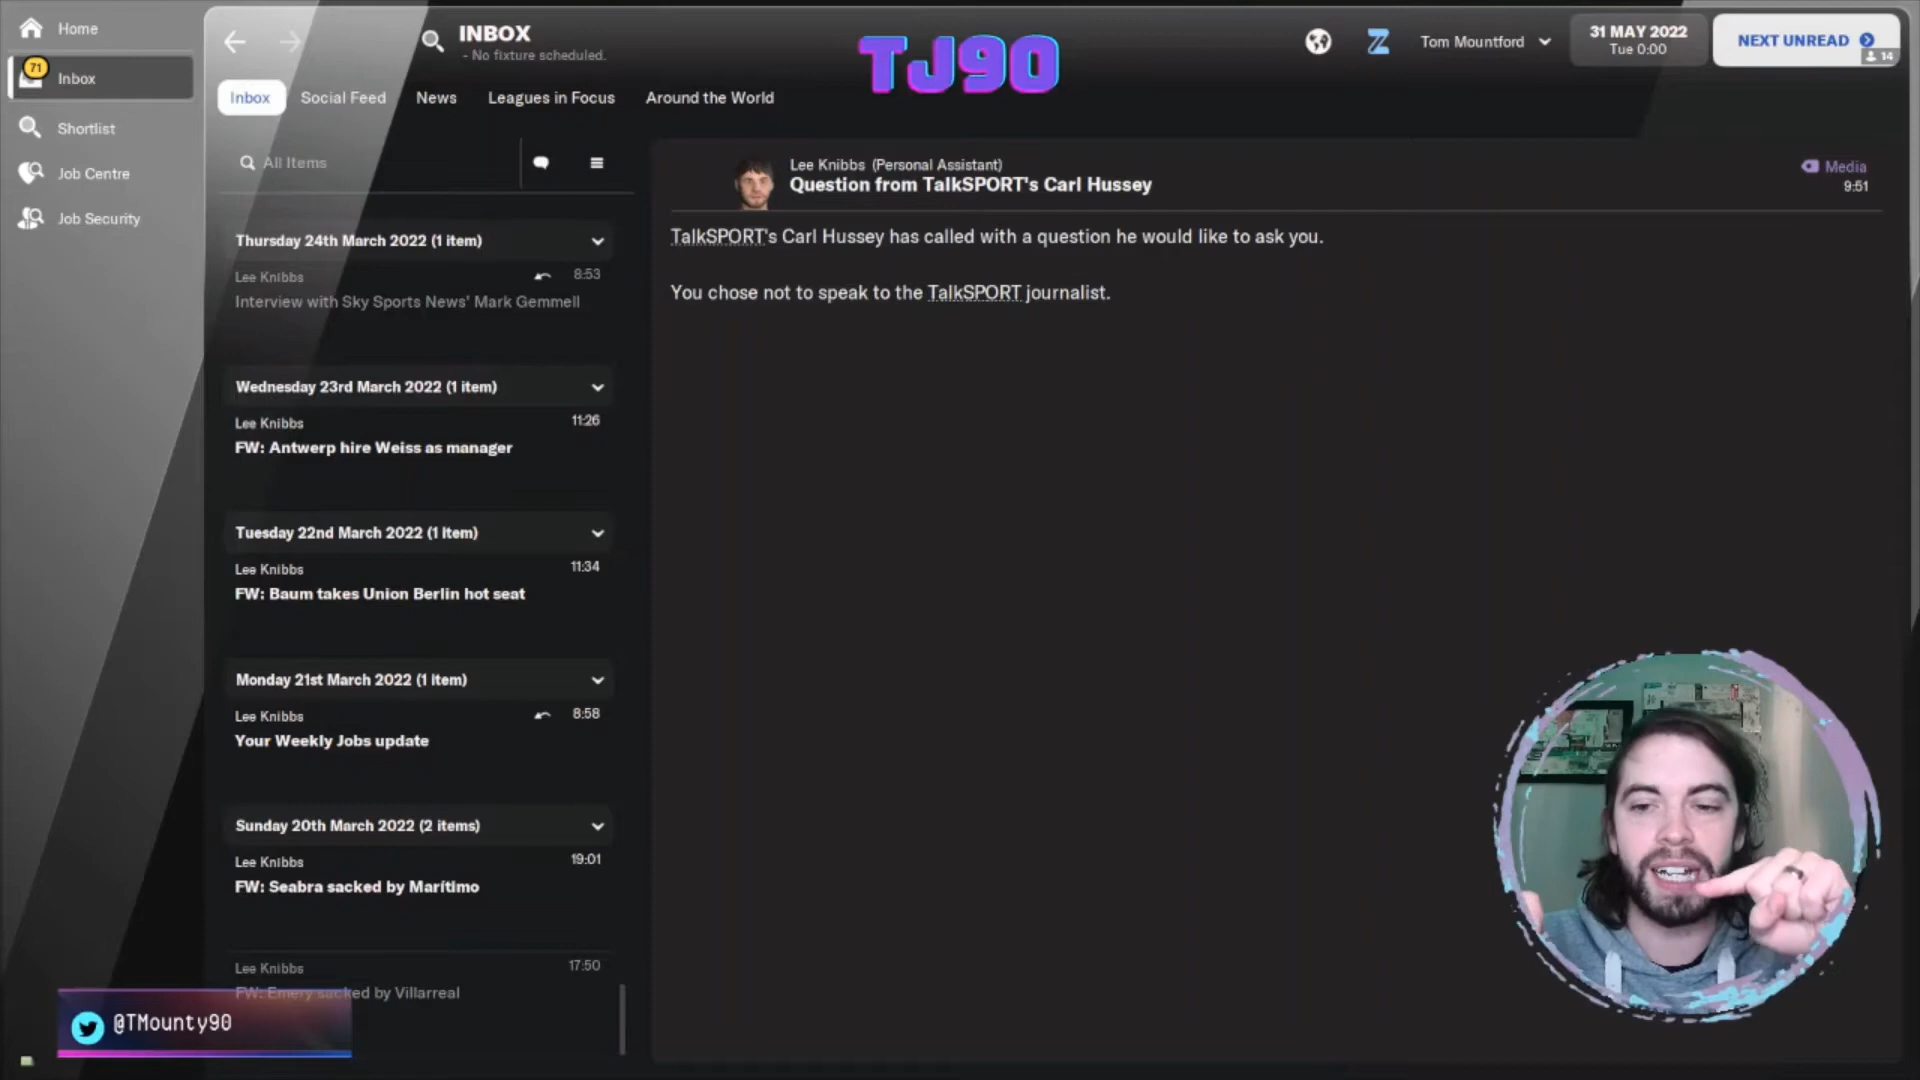 Home
71
Inbox
Shortlist
Job Centre
Job Security
INBOX
- No fixture scheduled.
TJ90
Tom Mountford
31 MAY 2022
Tue 0:00
NEXT UNREAD
14
Inbox
Social Feed
News
Leagues in Focus
Around the World
All Items
Thursday 24th March 2022 (1 item)
Lee Knibbs
8:53
Interview with Sky Sports News' Mark Gemmell
Wednesday 23rd March 2022 (1 item)
Lee Knibbs
11:26
FW: Antwerp hire Weiss as manager
Tuesday 22nd March 2022 (1 item)
Lee Knibbs
11:34
FW: Baum takes Union Berlin hot seat
Monday 21st March 2022 (1 item)
Lee Knibbs
8:58
Your Weekly Jobs update
Sunday 20th March 2022 (2 items)
Lee Knibbs
19:01
FW: Seabra sacked by Marítimo
Lee Knibbs
17:50
FW: Emery sacked by Villarreal
@TMounty90
Lee Knibbs (Personal Assistant)
Question from TalkSPORT's Carl Hussey
Media
9:51
TalkSPORT's Carl Hussey has called with a question he would like to ask you.
You chose not to speak to the TalkSPORT journalist.